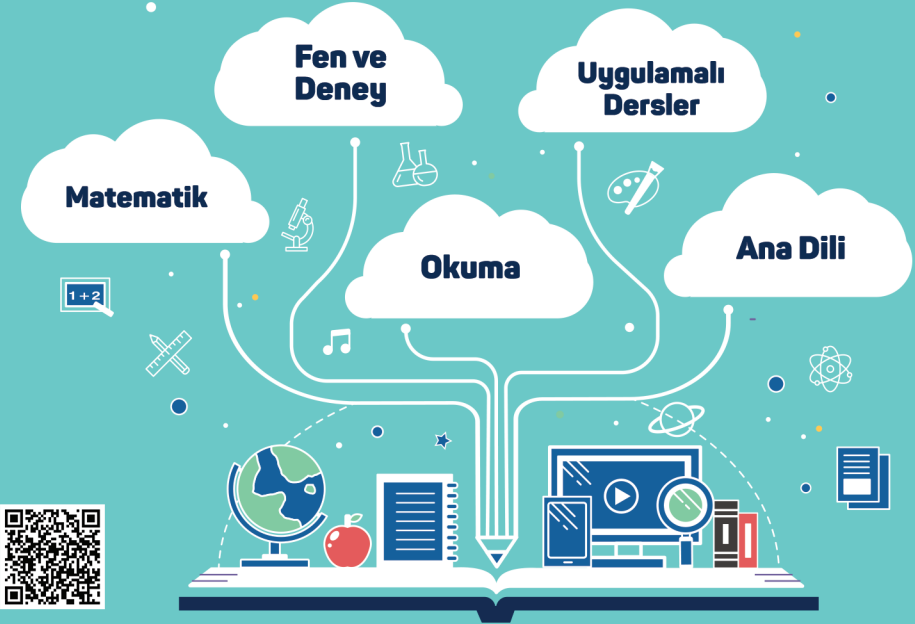 Fen ve
Deney
Uygulamalı
Dersler
Matematik
Okuma
Ana Dili
1+2